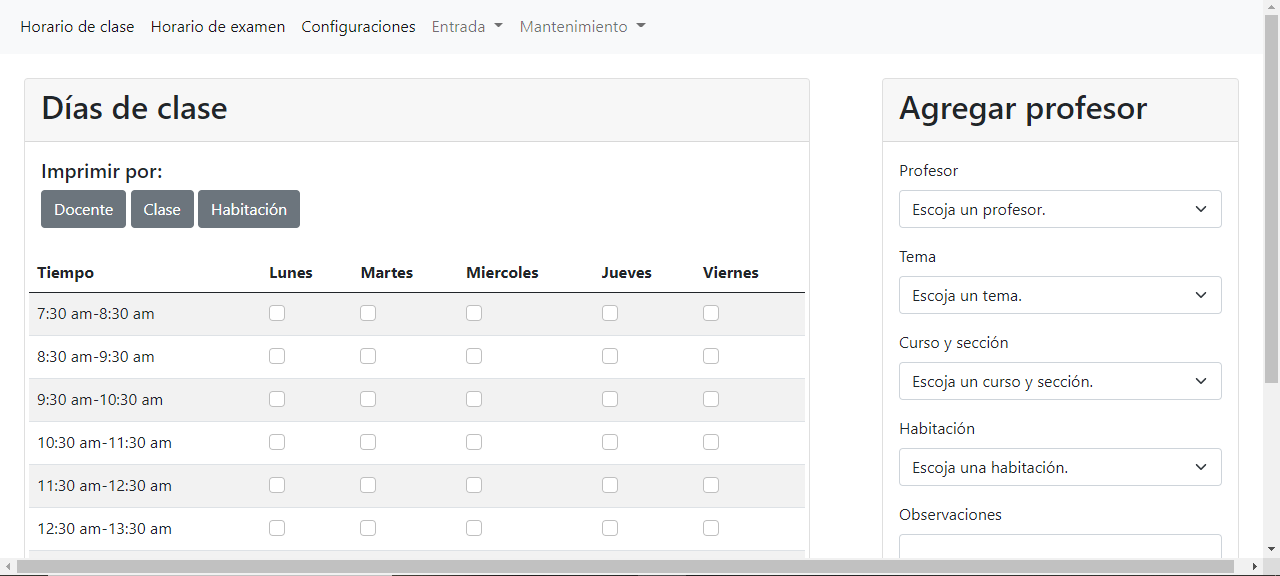 Horario de clase Horario de examen Configuraciones Entrada Mantenimiento
Días de clase
Imprimir por:
Docente Clase Habitación
Tiempo Lunes Martes Miercoles Jueves Viernes
7:30 am-8:30 am
8:30 am-9:30 am
9:30 am-10:30 am
10:30 am-11:30 am
11:30 am-12:30 am
12:30 am-13:30 am
Agregar profesor
Profesor
Escoja un profesor.
Tema
Escoja un tema.
Curso y sección
Escoja un curso y sección.
Habitación
Escoja una habitación.
Observaciones